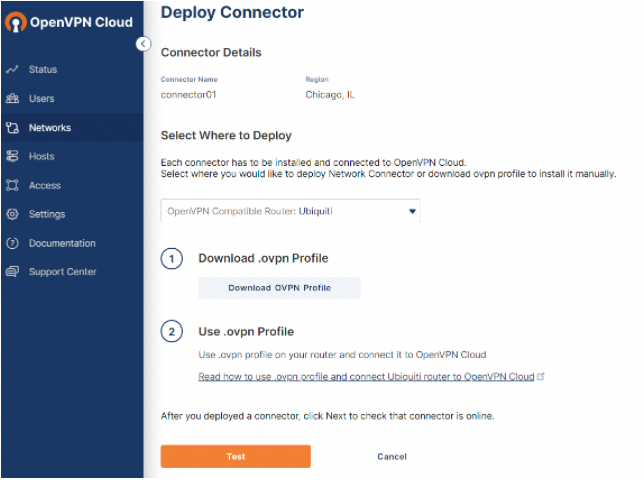 OpenVPN Cloud
Status
Users
Networks
Hosts
Access
Settings
Documentation
Support Center
Deploy Connector
Connector Details
Connector Name Region
connector01 Chicago, IL
Select Where to Deploy
Each connector has to be installed and connected to OpenVPN Cloud.
Select where you would like to deploy Network Connector or download ovpn profile to install it manually.
OpenVPN Compatible Router: Ubiquiti
1 Download .ovpn Profile
Download OVPN Profile
2 Use .ovpn Profile
Use .ovpn profile on your router and connect it to OpenVPN Cloud
Read how to use .ovpn profile and connect Ubiquiti router to OpenVPN Cloud
After you deployed a connector, click Next to check that connector is online.
Test Cancel